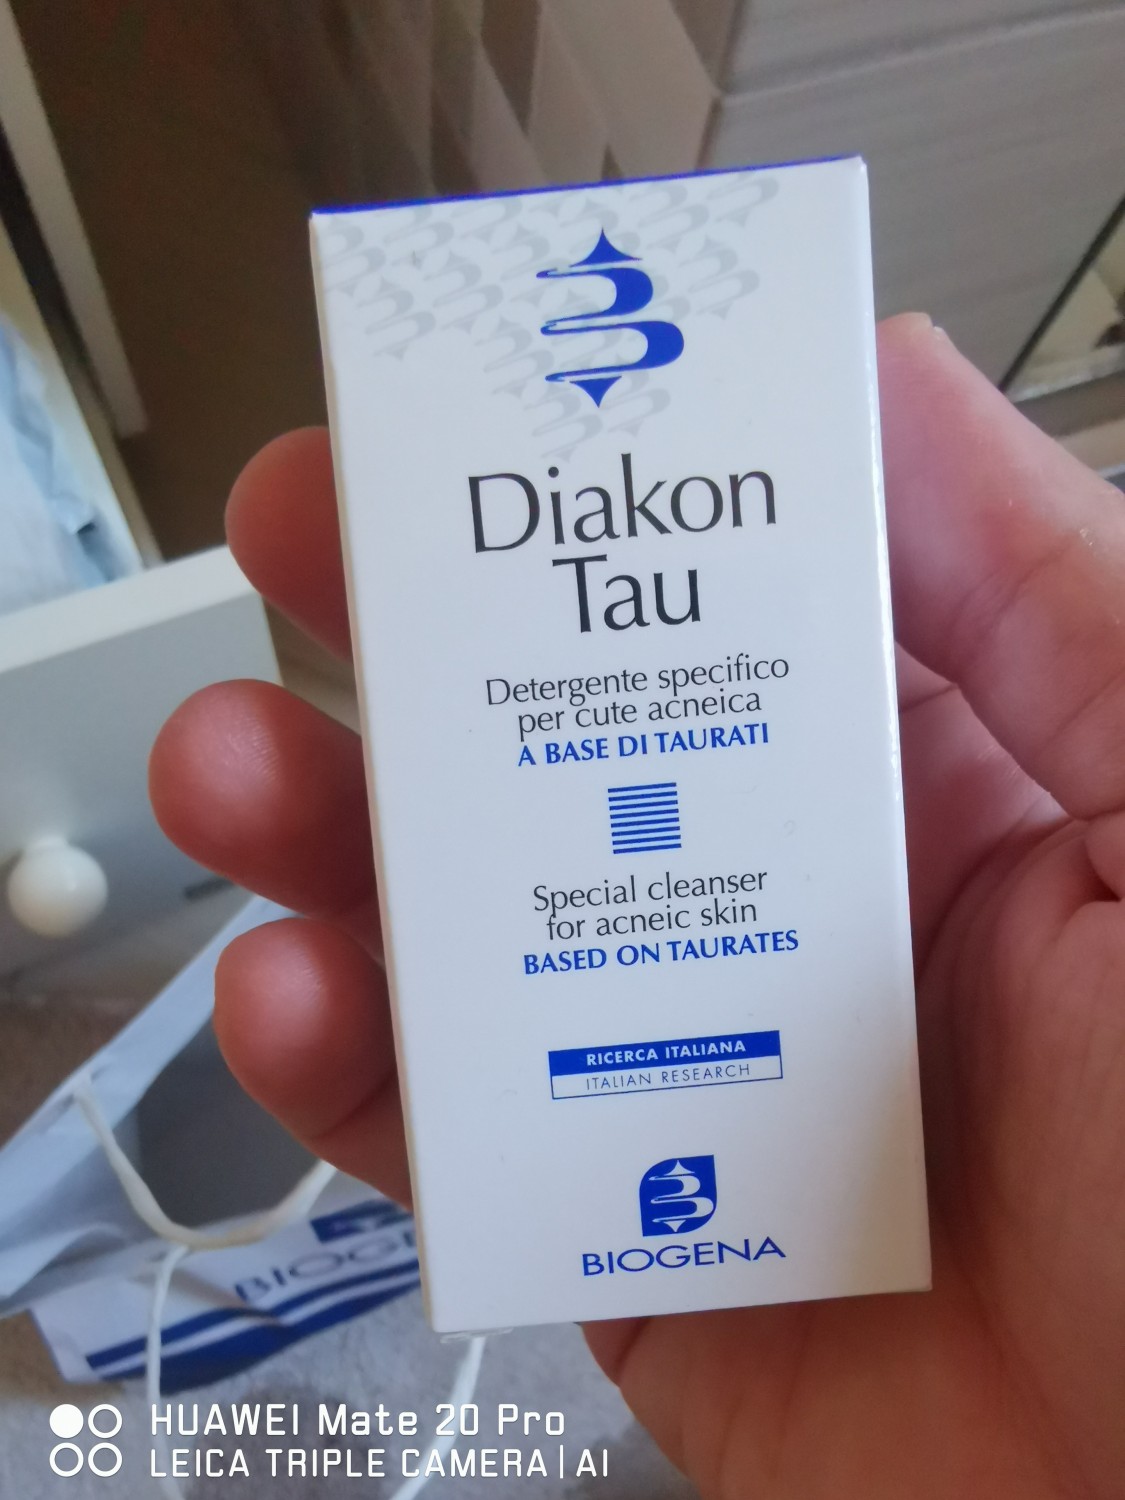 Diakon
Tau
Detergente specifico
per cute acneica
A BASE DI TAURATI
Special cleanser
for acneic skin
BASED ON TAURATES
RICERCA ITALIANA
ITALIAN RESEARCH
BIOGENA
BIOGE
HUAWEI Mate 20 Pro
LEICA TRIPLE CAMERA | AI